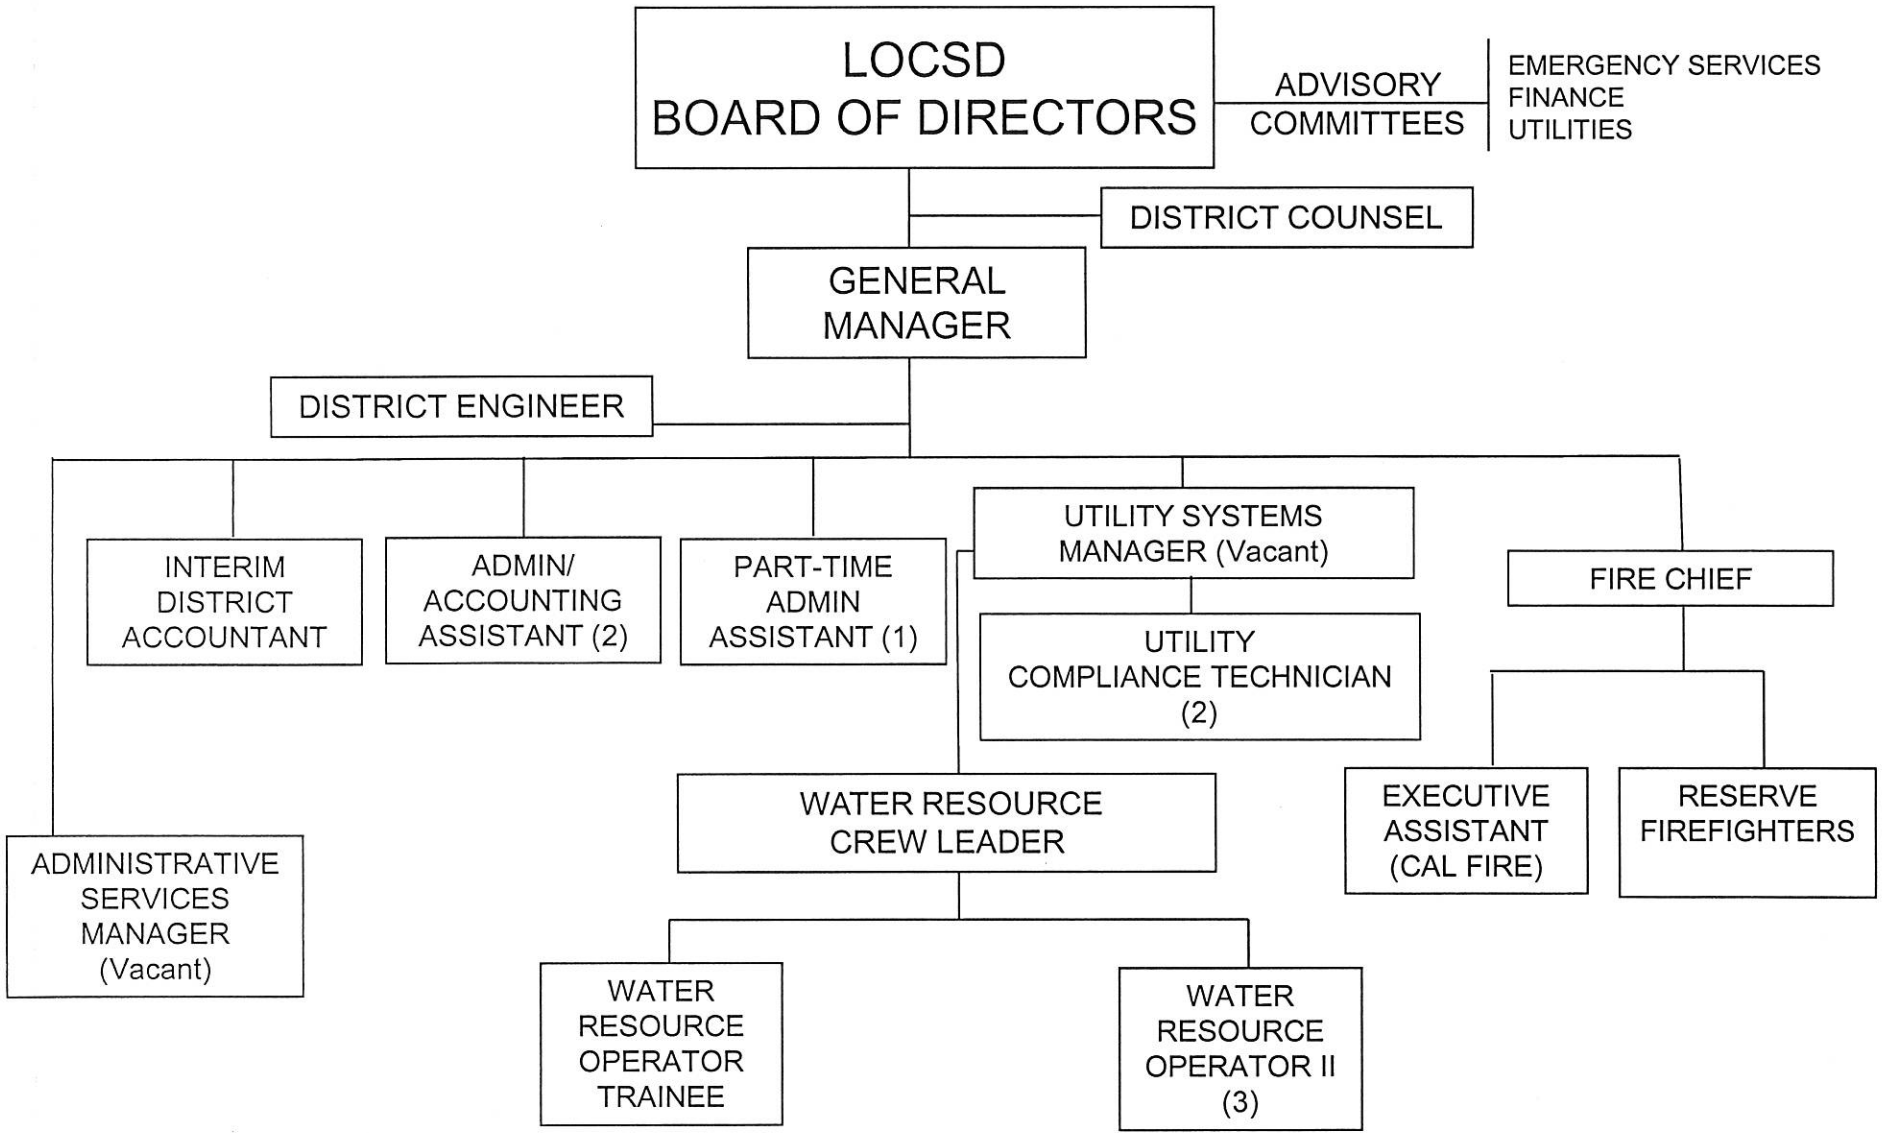 LOCSD
BOARD OF DIRECTORS
ADVISORY
COMMITTEES
EMERGENCY SERVICES
FINANCE
UTILITIES
DISTRICT COUNSEL
GENERAL
MANAGER
DISTRICT ENGINEER
INTERIM
DISTRICT
ACCOUNTANT
ADMIN/
ACCOUNTING
ASSISTANT (2)
PART-TIME
ADMIN
ASSISTANT (1)
UTILITY SYSTEMS
MANAGER (Vacant)
FIRE CHIEF
UTILITY
COMPLIANCE TECHNICIAN
(2)
WATER RESOURCE
CREW LEADER
EXECUTIVE
ASSISTANT
(CAL FIRE)
RESERVE
FIREFIGHTERS
ADMINISTRATIVE
SERVICES
MANAGER
(Vacant)
WATER
RESOURCE
OPERATOR
TRAINEE
WATER
RESOURCE
OPERATOR II
(3)